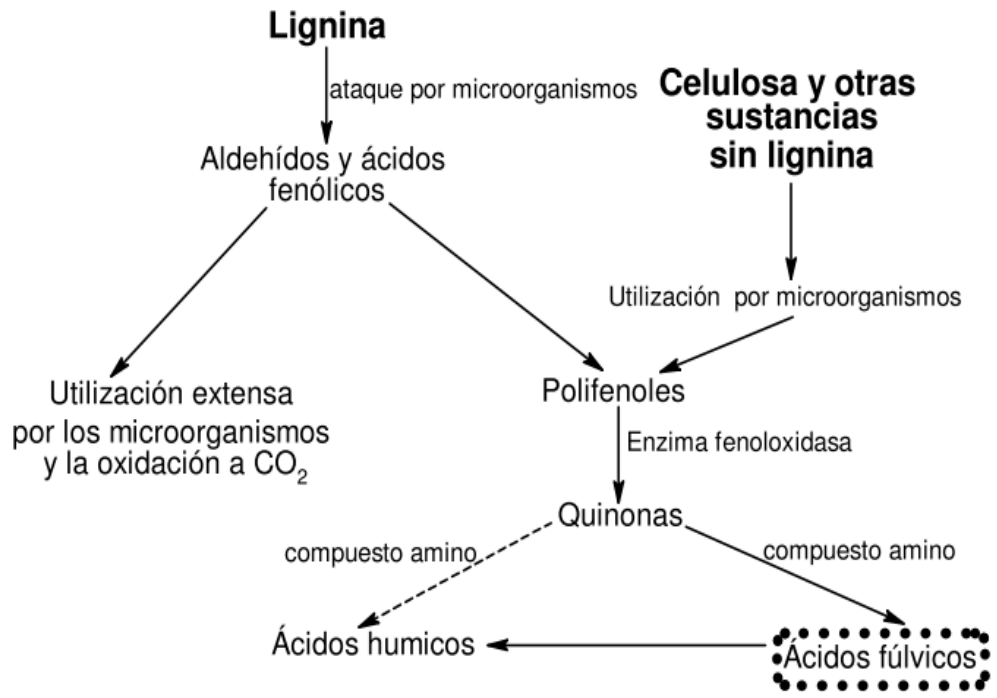 Lignina
ataque por microorganismos
Celulosa y otras
sustancias
sin lignina
Aldehídos y ácidos
fenólicos
Utilización por microorganismos
Utilización extensa
por los microorganismos
y la oxidación a CO2
Polifenoles
Enzima fenoloxidasa
Quinonas
compuesto amino
compuesto amino
Ácidos humicos
Ácidos fúlvicos